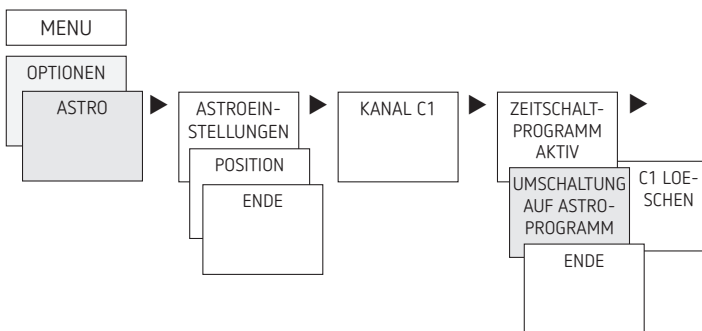 MENU
OPTIONEN
ASTRO
ASTROEIN-
STELLUNGEN
POSITION
ENDE
KANAL C1
ZEITSCHALT-
PROGRAMM
AKTIV
UMSCHALTUNG
AUF ASTRO-
PROGRAMM
ENDE
C1 LOE-
SCHEN